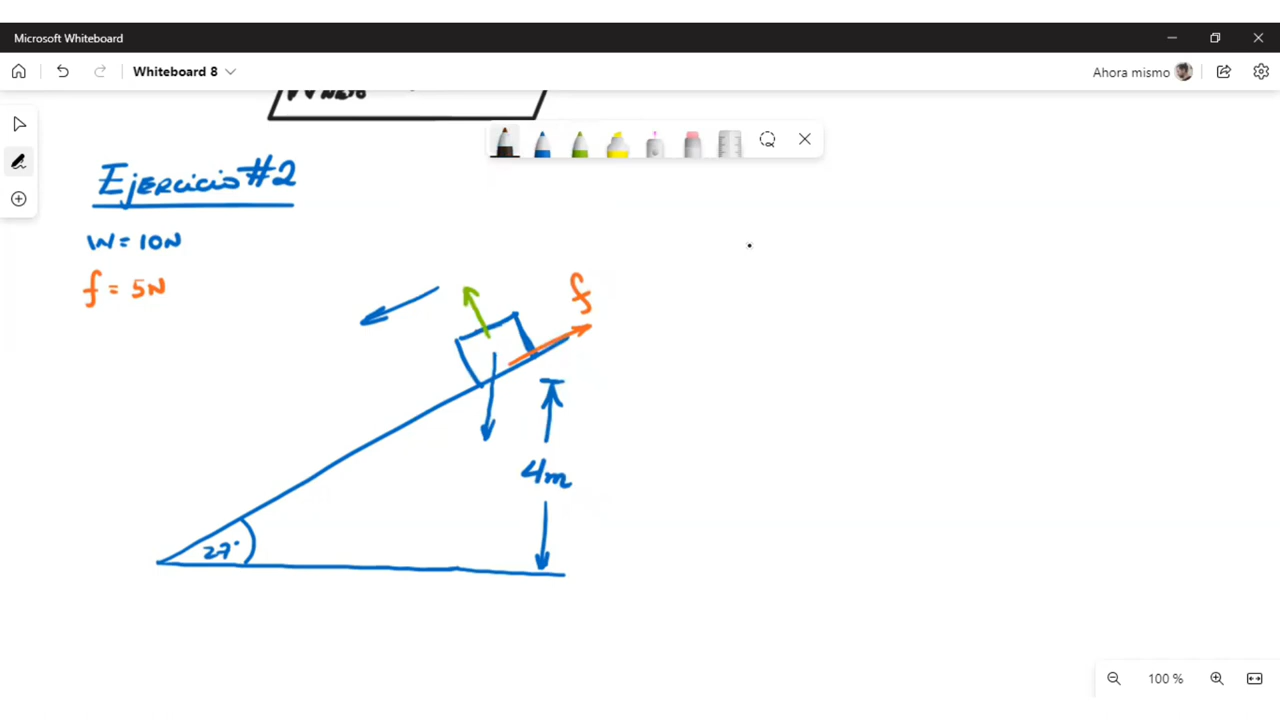 Microsoft Whiteboard
Whiteboard 8
Ahora mismo
Ejercicio #2
W = 10N
f = 5N
f
4m
27°
100 %